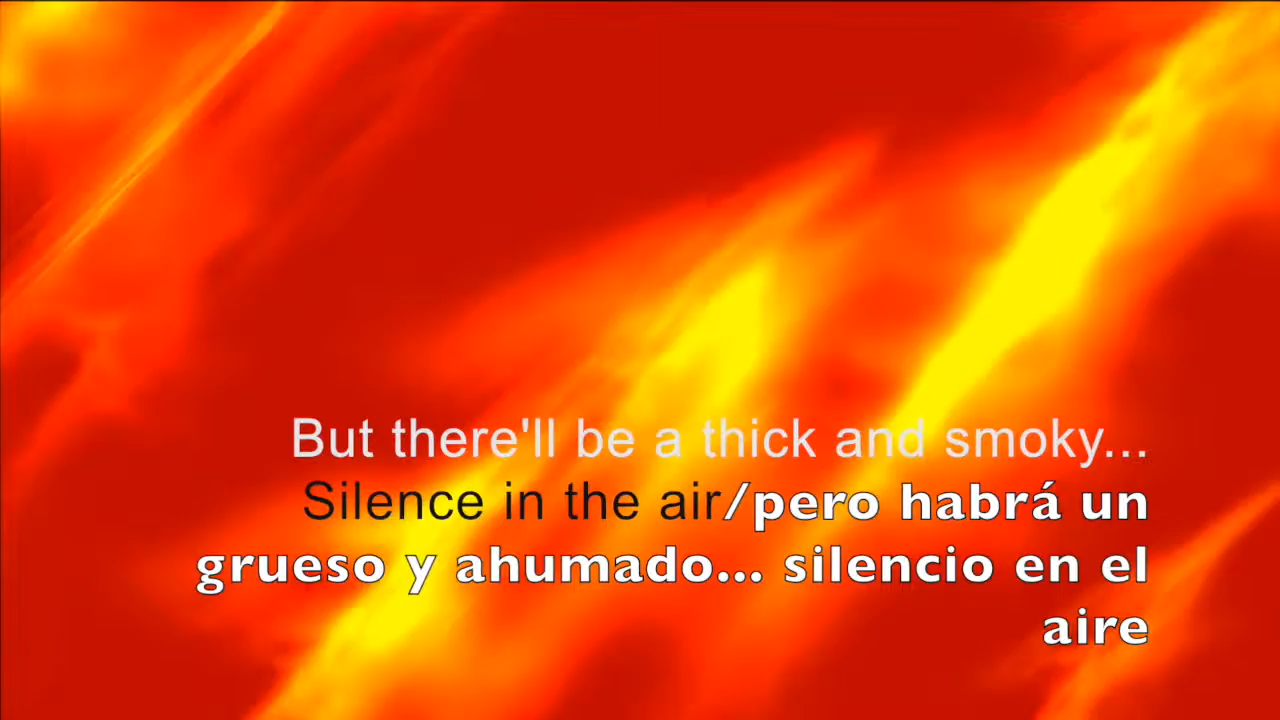 But there'll be a thick and smoky...
Silence in the air/pero habrá un
grueso y ahumado... silencio en el
aire